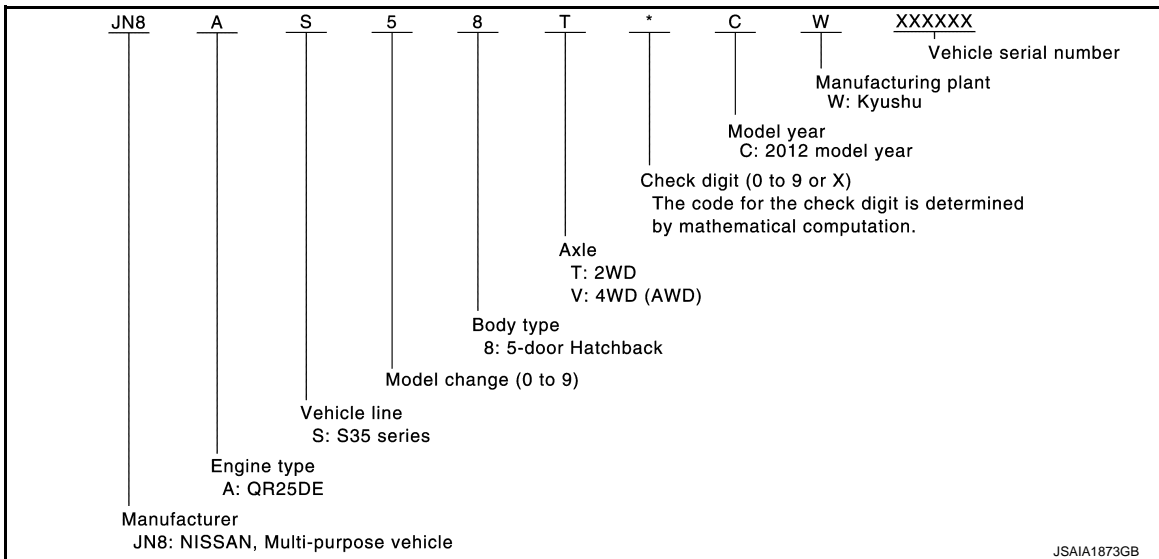 JN8 A S 5 8 T * C W XXXXXX
Vehicle serial number
Manufacturing plant
W: Kyushu
Model year
C: 2012 model year
Check digit (0 to 9 or X)
The code for the check digit is determined
by mathematical computation.
Axle
T: 2WD
V: 4WD (AWD)
Body type
8: 5-door Hatchback
Model change (0 to 9)
Vehicle line
S: S35 series
Engine type
A: QR25DE
Manufacturer
JN8: NISSAN, Multi-purpose vehicle
JSAIA1873GB